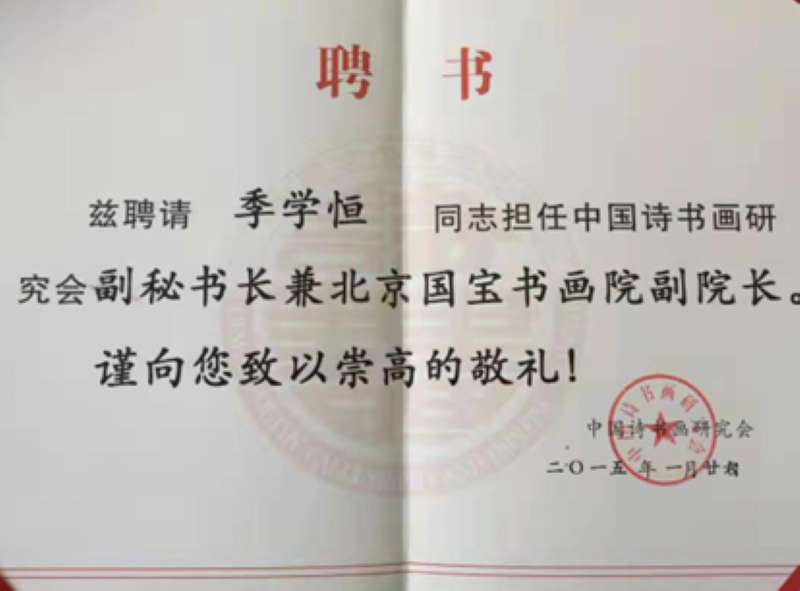 聘书
兹聘请 季学恒 同志担任中国诗书画研
究会副秘书长兼北京国宝书画院副院长。
谨向您致以崇高的敬礼!
中国诗书画研究会
二〇一五年一月廿